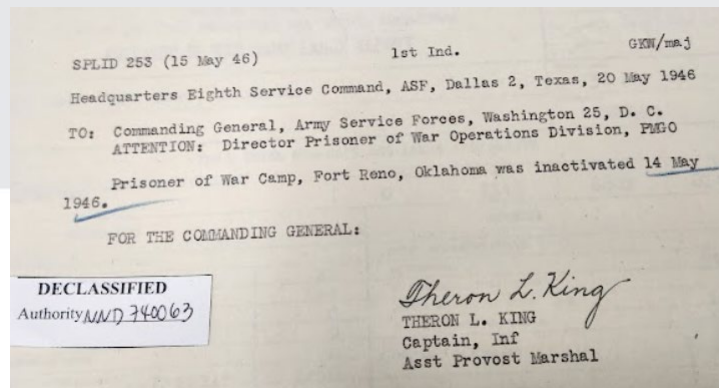 SPLID 253 (15 May 46) 1st Ind. GKW/maj
Headquarters Eighth Service Command, ASF, Dallas 2, Texas, 20 May 1946
TO: Commanding General, Army Service Forces, Washington 25, D. C.
ATTENTION: Director Prisoner of War Operations Division, PMGO
Prisoner of War Camp, Fort Reno, Oklahoma was inactivated 14 May
1946.
FOR THE COMMANDING GENERAL:
DECLASSIFIED
Authority NND 740063
Theron L. King
THERON L. KING
Captain, Inf
Asst Provost Marshal